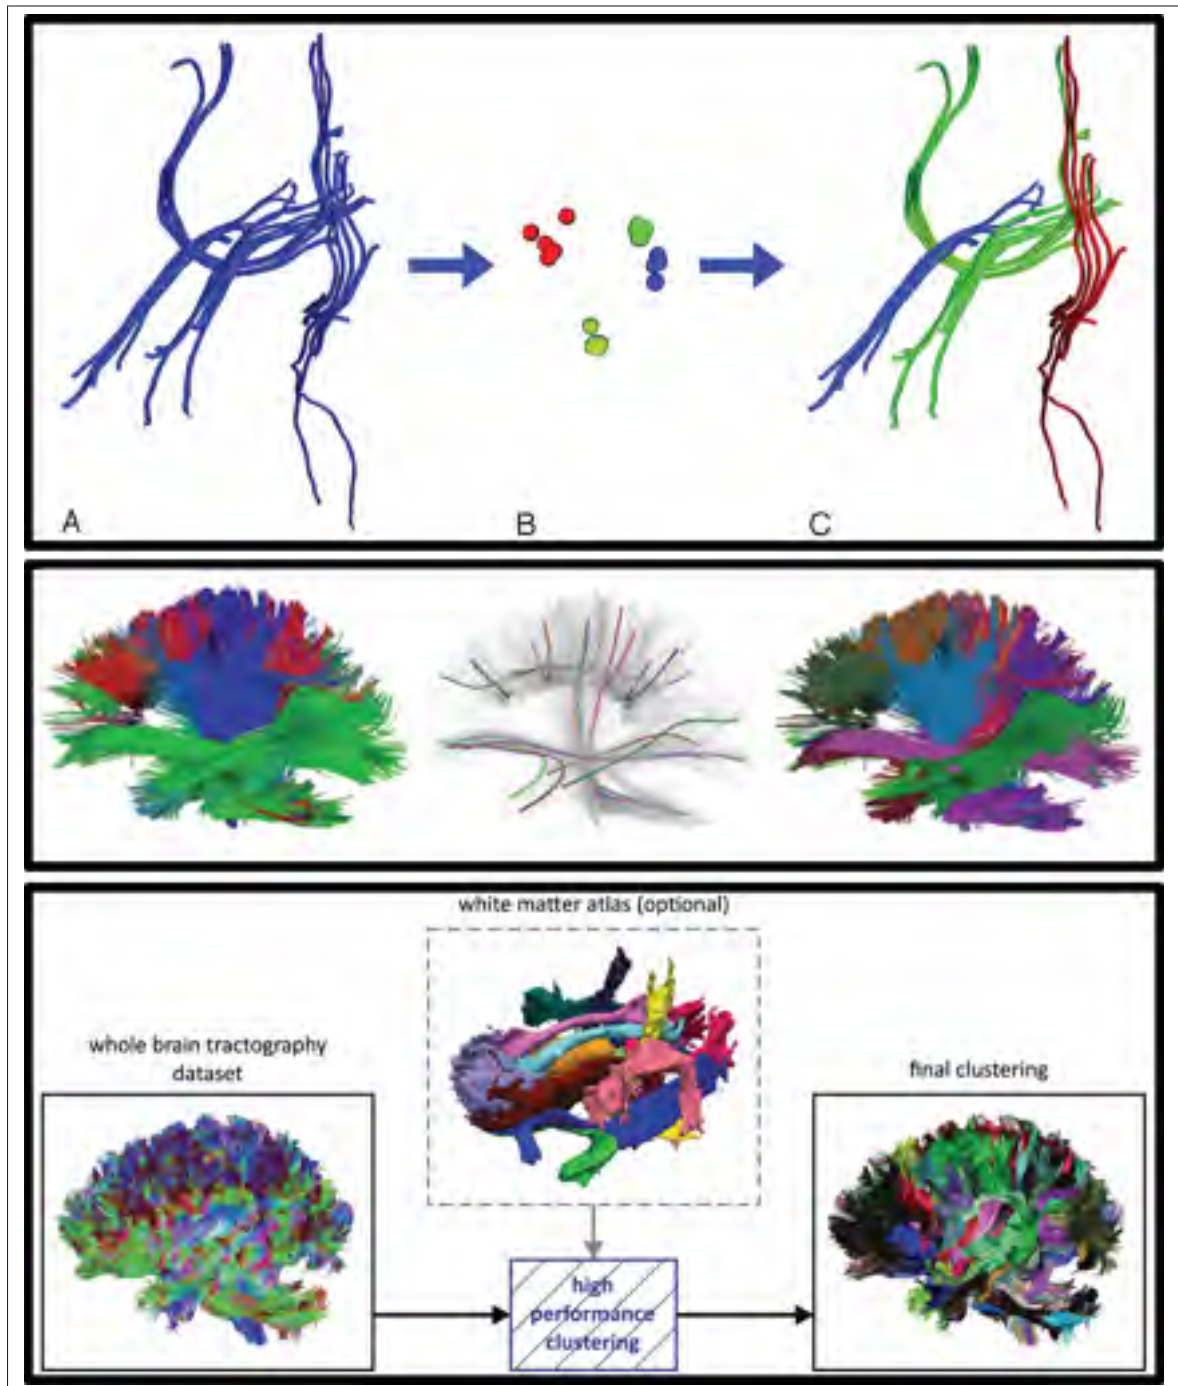 A
B
C
white matter atlas (optional)
whole brain tractography
dataset
final clustering
high
performance
clustering